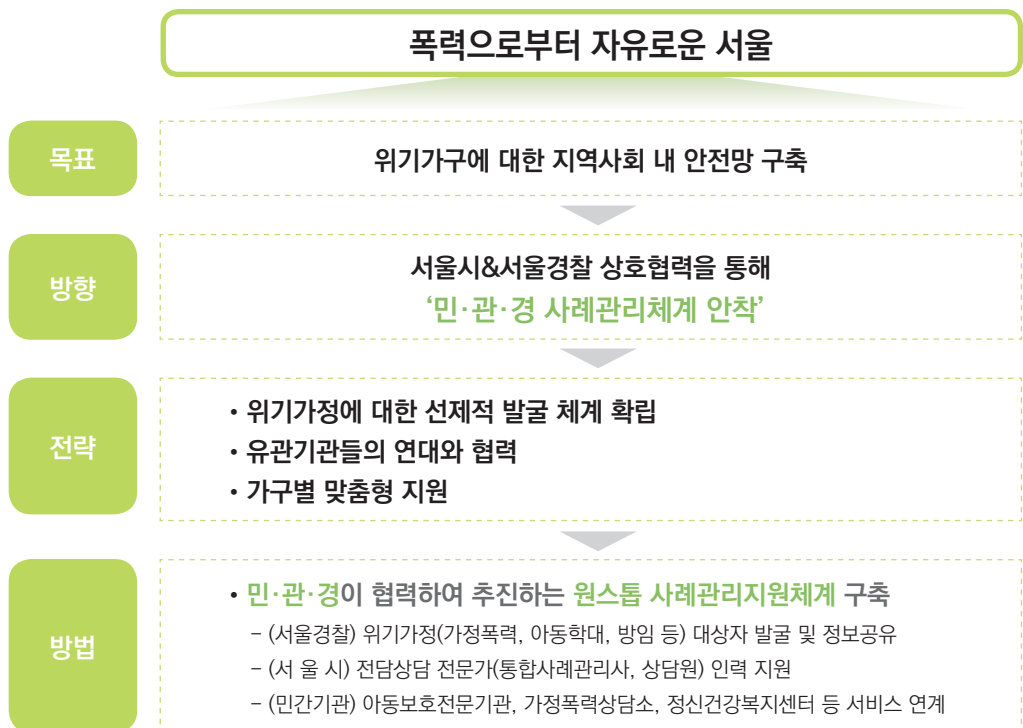 폭력으로부터 자유로운 서울
목표
위기가구에 대한 지역사회 내 안전망 구축
방향
서울시&서울경찰 상호협력을 통해
‘민·관·경 사례관리체계 안착’
전략
• 위기가정에 대한 선제적 발굴 체계 확립
• 유관기관들의 연대와 협력
• 가구별 맞춤형 지원
방법
• 민·관·경이 협력하여 추진하는 원스톱 사례관리지원체계 구축
- (서울경찰) 위기가정(가정폭력, 아동학대, 방임 등) 대상자 발굴 및 정보공유
- (서 울 시) 전담상담 전문가(통합사례관리사, 상담원) 인력 지원
- (민간기관) 아동보호전문기관, 가정폭력상담소, 정신건강복지센터 등 서비스 연계